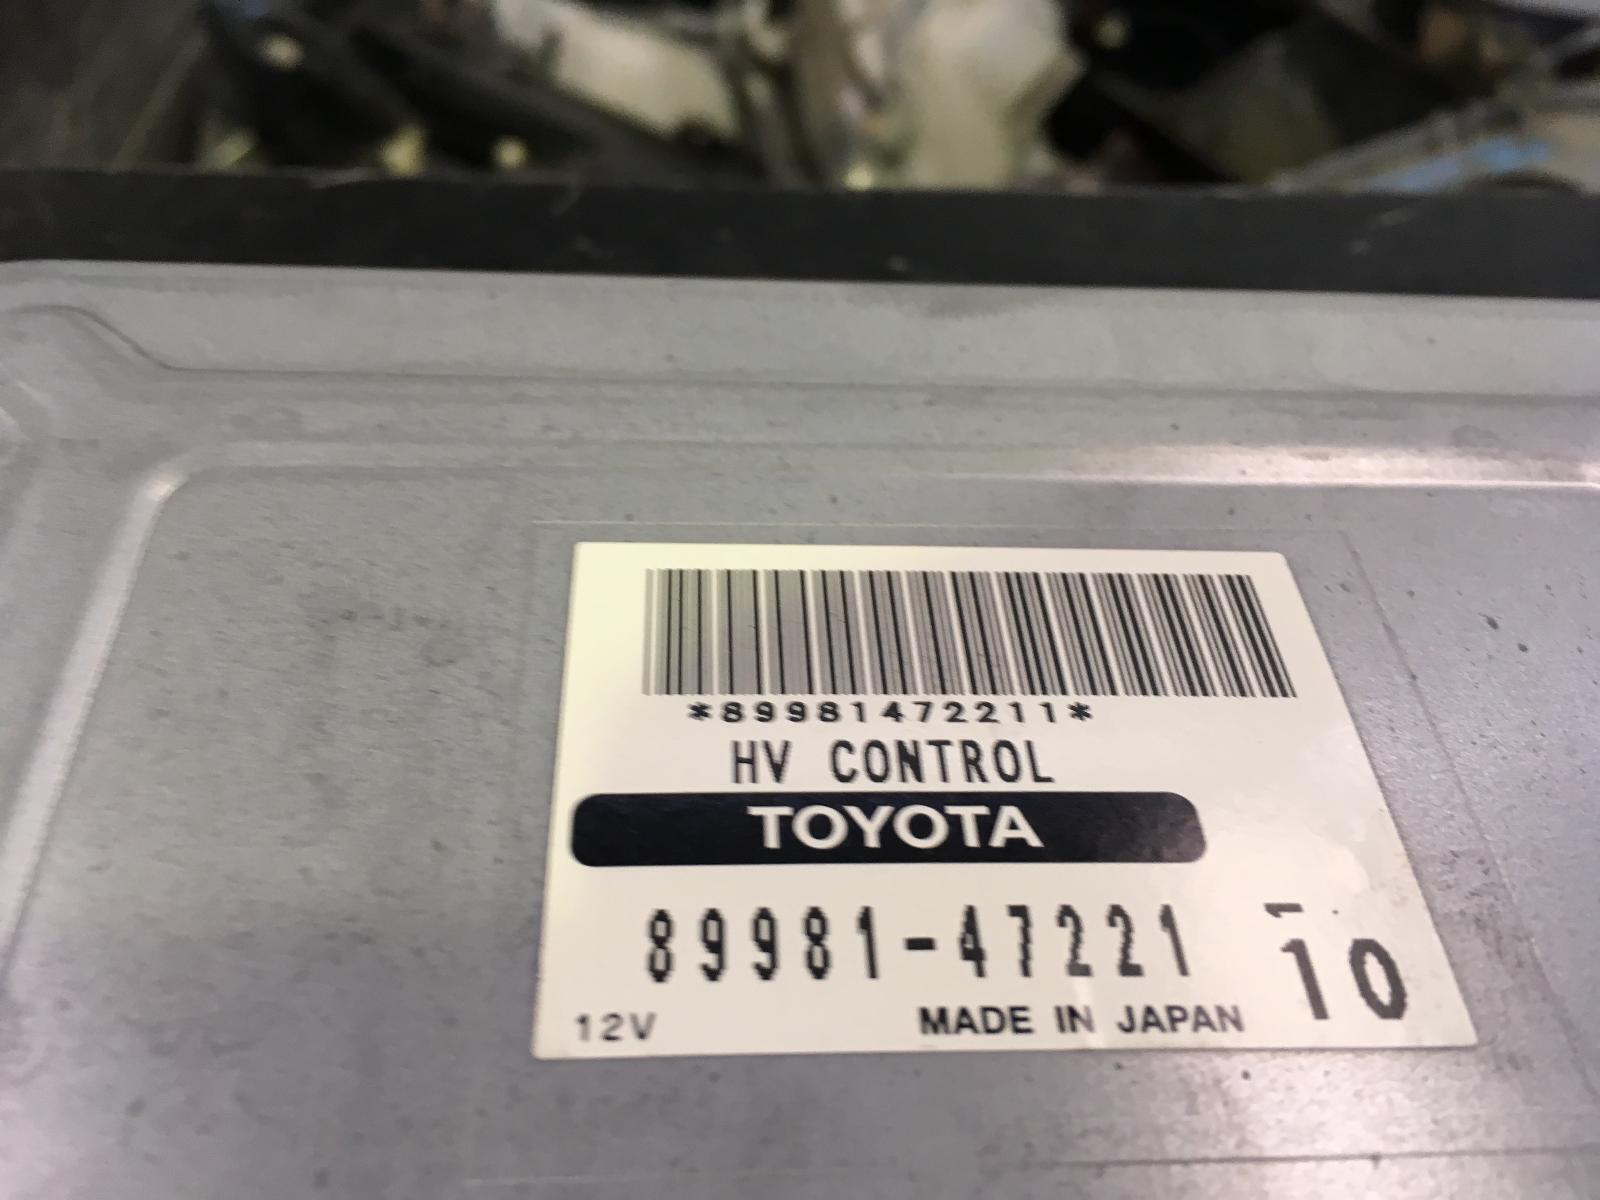 *89981472211*
HV CONTROL
TOYOTA
89981-47221
10
12V MADE IN JAPAN